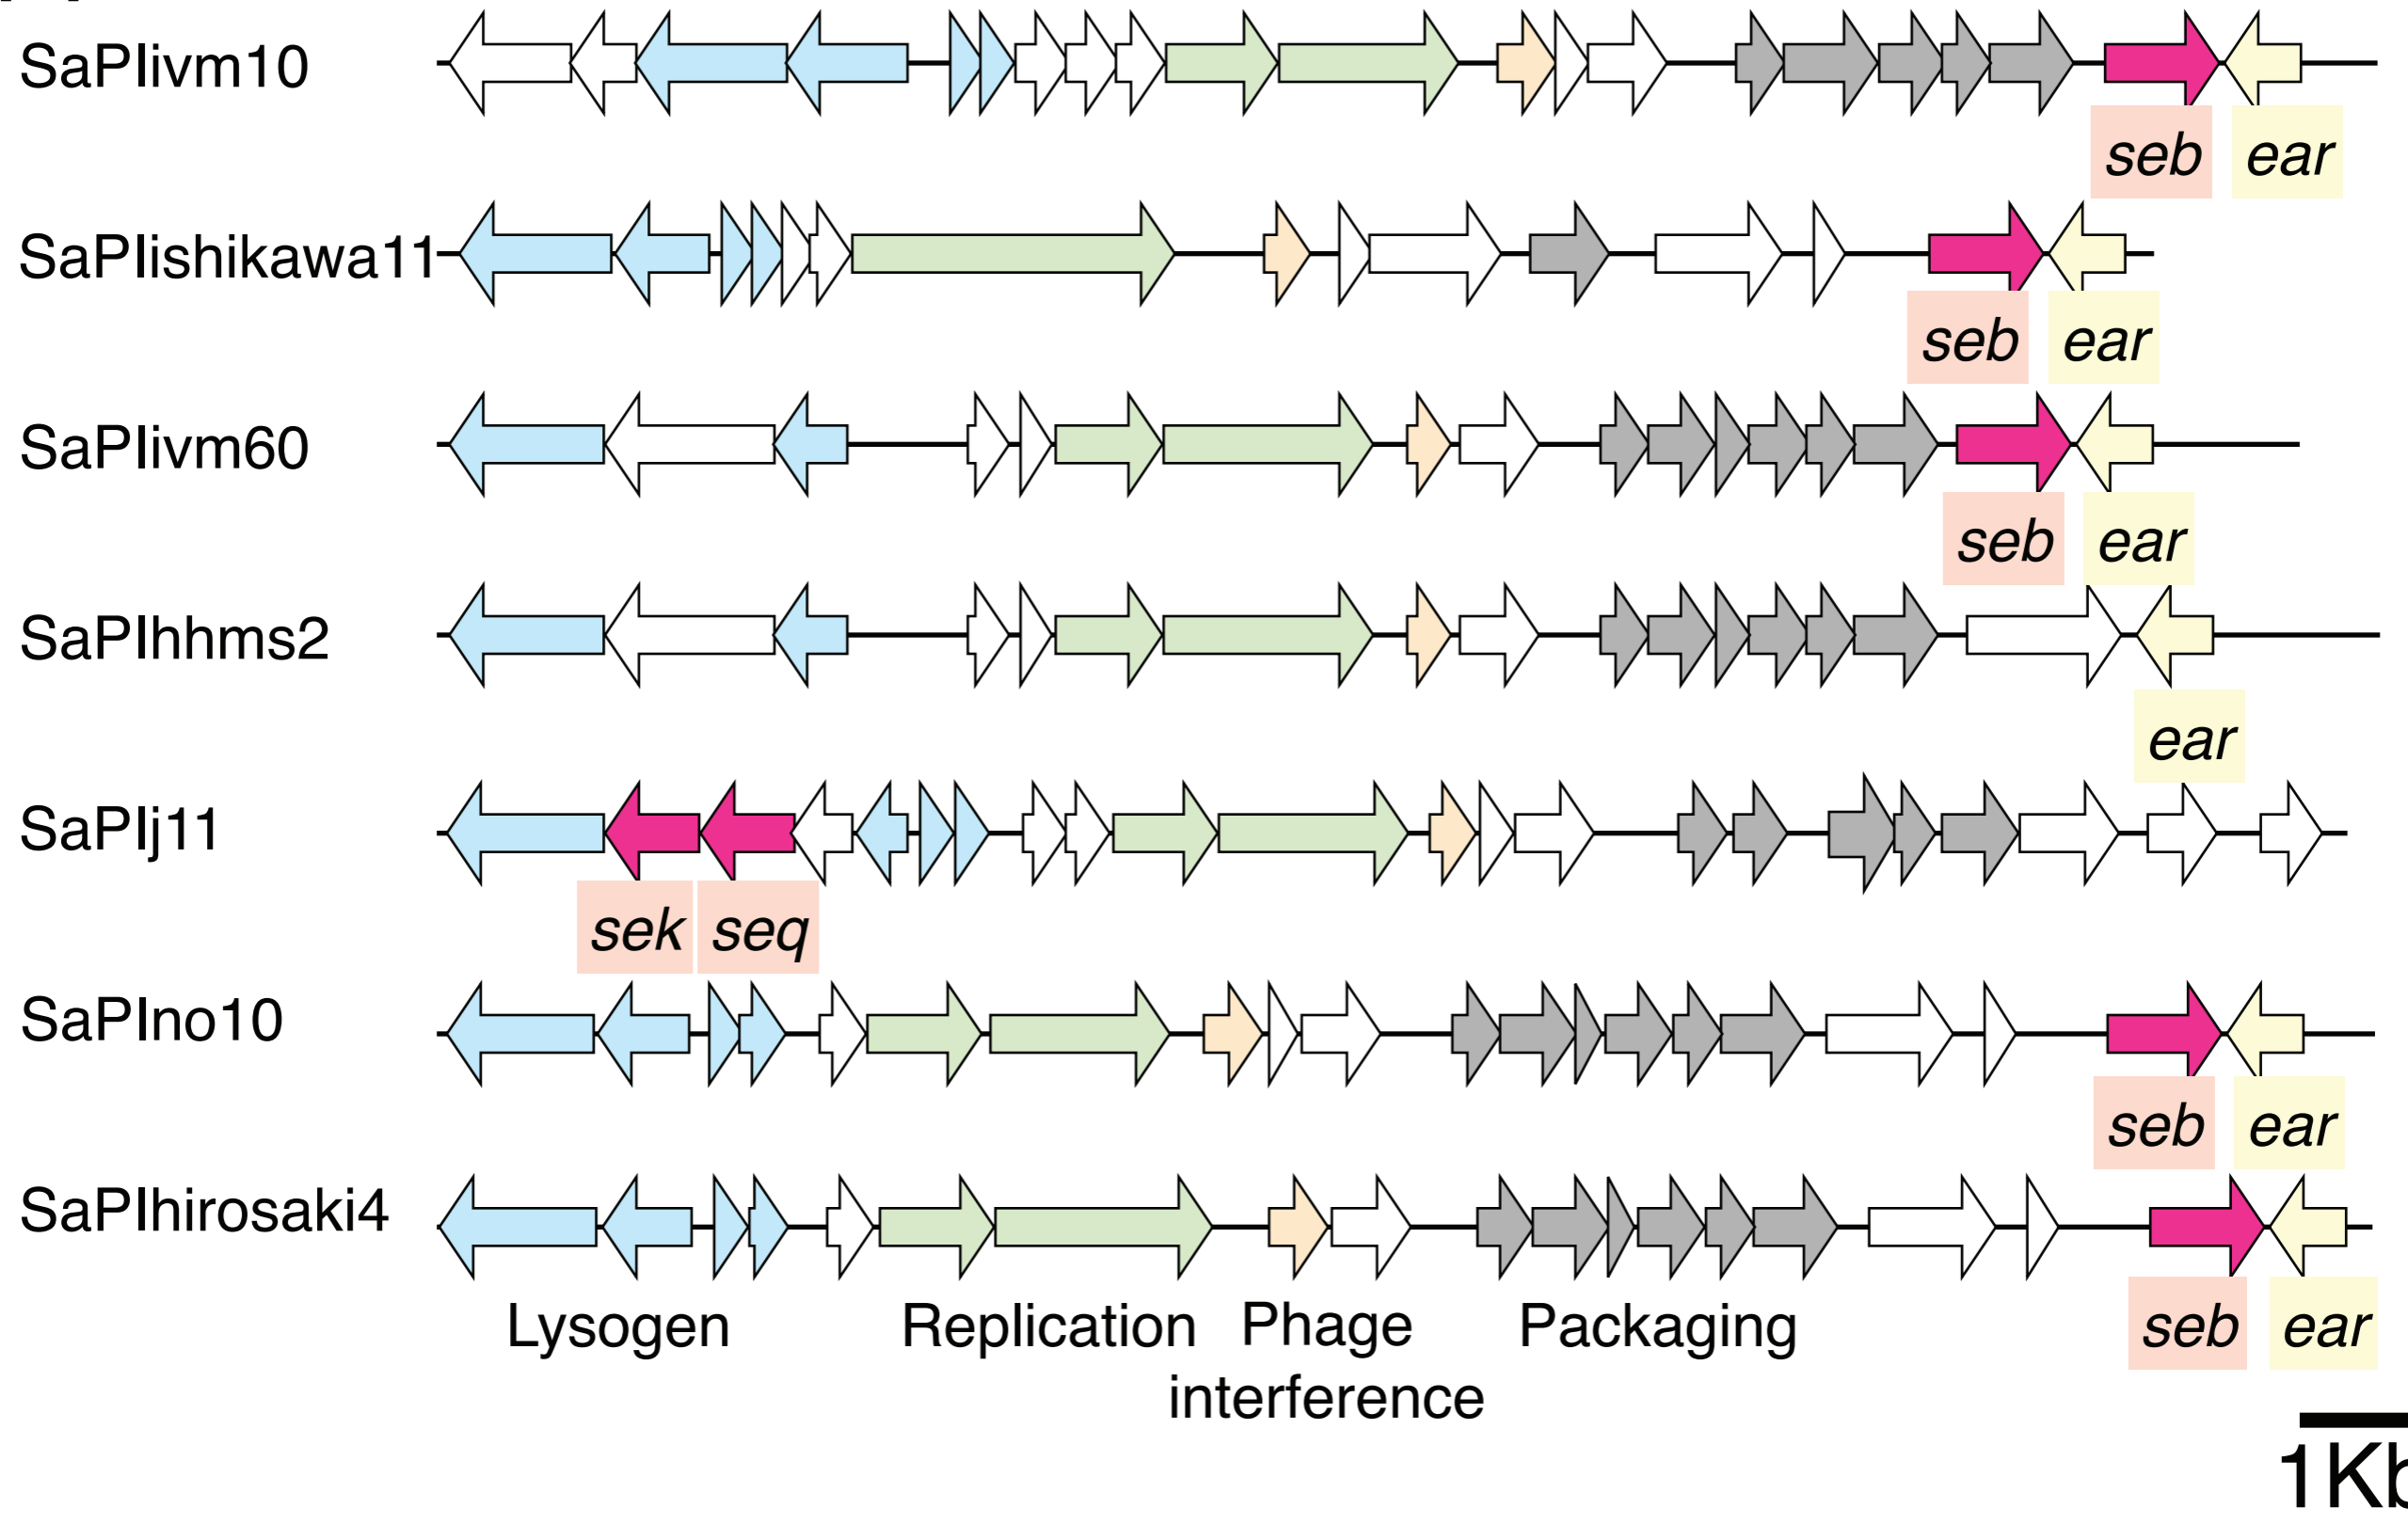 SaPIivm10
seb ear
SaPIishikawa11
seb ear
SaPIivm60
seb ear
SaPIhhms2
ear
SaPIj11
sek seq
SaPIno10
seb ear
SaPIhirosaki4
seb ear
Lysogen Replication Phage Packaging
interference
1Kb